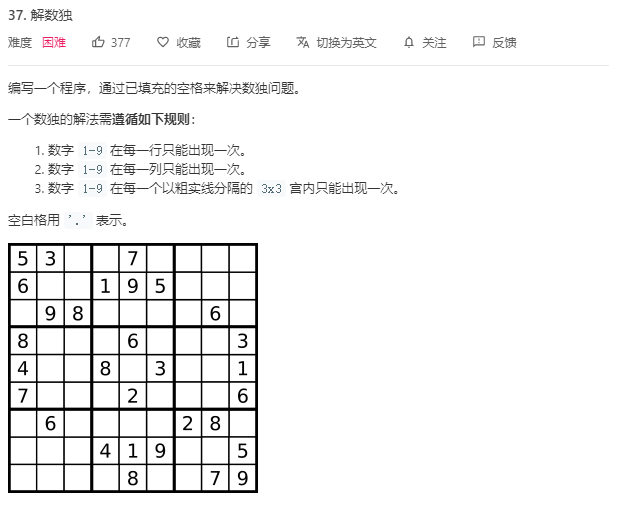 37. 解数独
难度 困难 377 收藏 分享 切换为英文 关注 反馈
编写一个程序，通过已填充的空格来解决数独问题。
一个数独的解法需遵循如下规则：
1. 数字 1-9 在每一行只能出现一次。
2. 数字 1-9 在每一列只能出现一次。
3. 数字 1-9 在每一个以粗实线分隔的 3x3 宫内只能出现一次。
空白格用 '.' 表示。
5 3 7
6 1 9 5
9 8 6
8 6 3
4 8 3 1
7 2 6
6 2 8
4 1 9 5
8 7 9